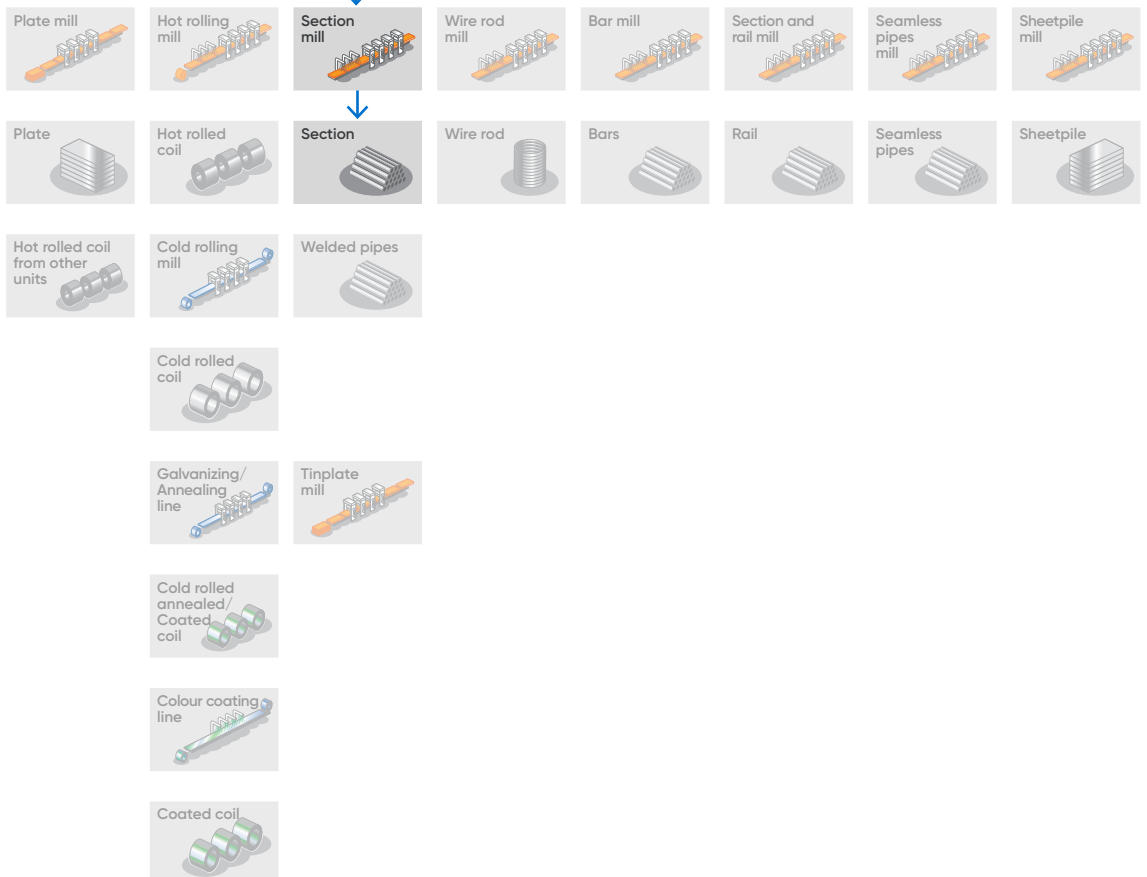 Plate mill
Hot rolling
mill
Section
mill
Wire rod
mill
Bar mill
Section and
rail mill
Seamless
pipes
mill
Sheetpile
mill
Plate
Hot rolled
coil
Section
Wire rod
Bars
Rail
Seamless
pipes
Sheetpile
Hot rolled coil
from other
units
Cold rolling
mill
Welded pipes
Cold rolled
coil
Galvanizing/
Annealing
line
Tinplate
mill
Cold rolled
annealed/
Coated
coil
Colour coating
line
Coated coil